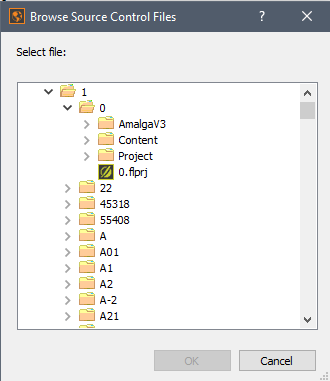 Browse Source Control Files
?
Select file:
1
0
AmalgaV3
Content
Project
0.flprj
22
45318
55408
A
A01
A1
A2
A-2
A21
OK
Cancel